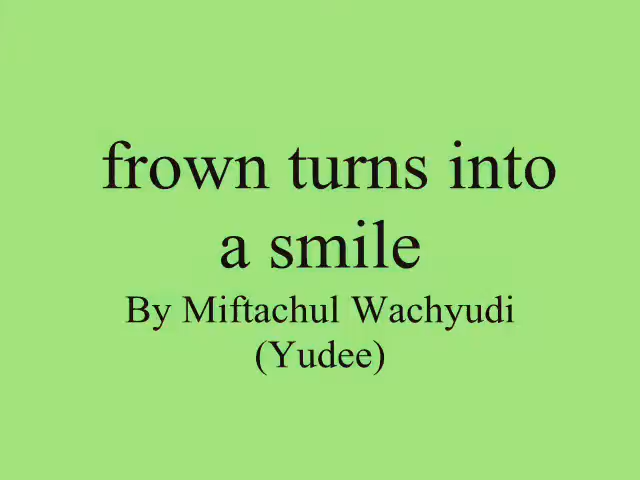 frown turns into
a smile
By Miftachul Wachyudi
(Yudee)